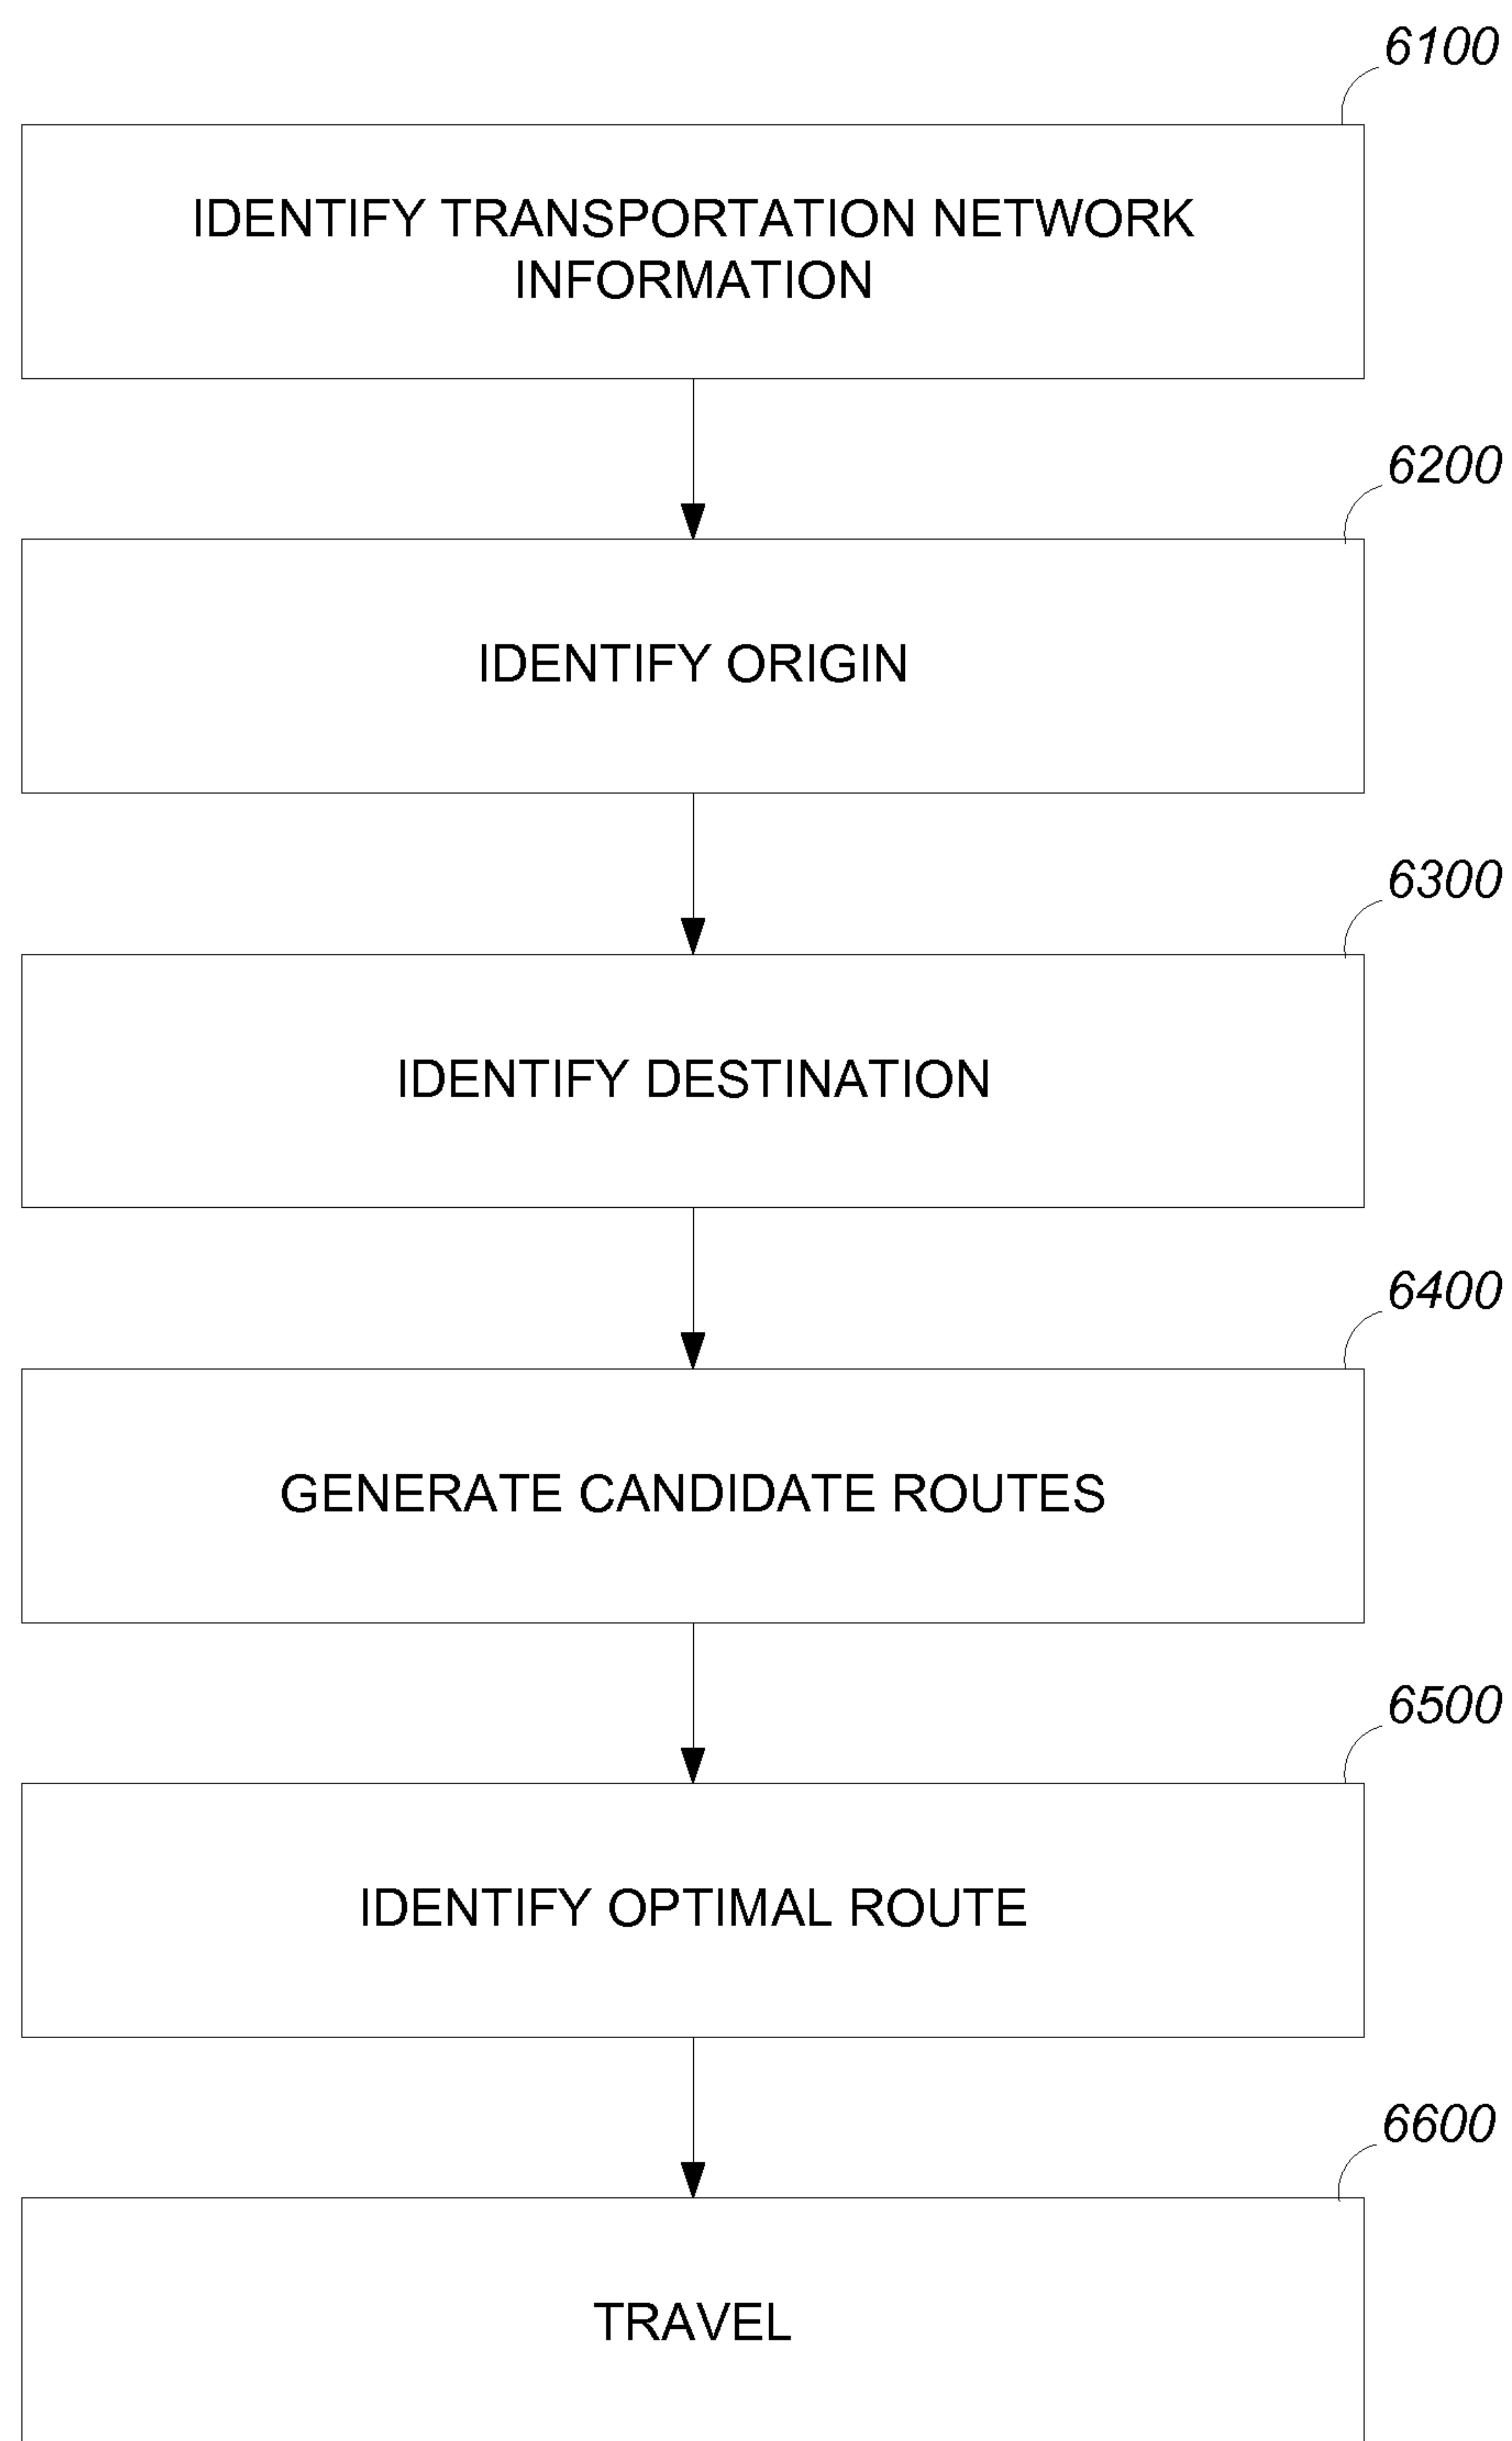 6100
IDENTIFY TRANSPORTATION NETWORK
INFORMATION
6200
IDENTIFY ORIGIN
6300
IDENTIFY DESTINATION
6400
GENERATE CANDIDATE ROUTES
6500
IDENTIFY OPTIMAL ROUTE
6600
TRAVEL